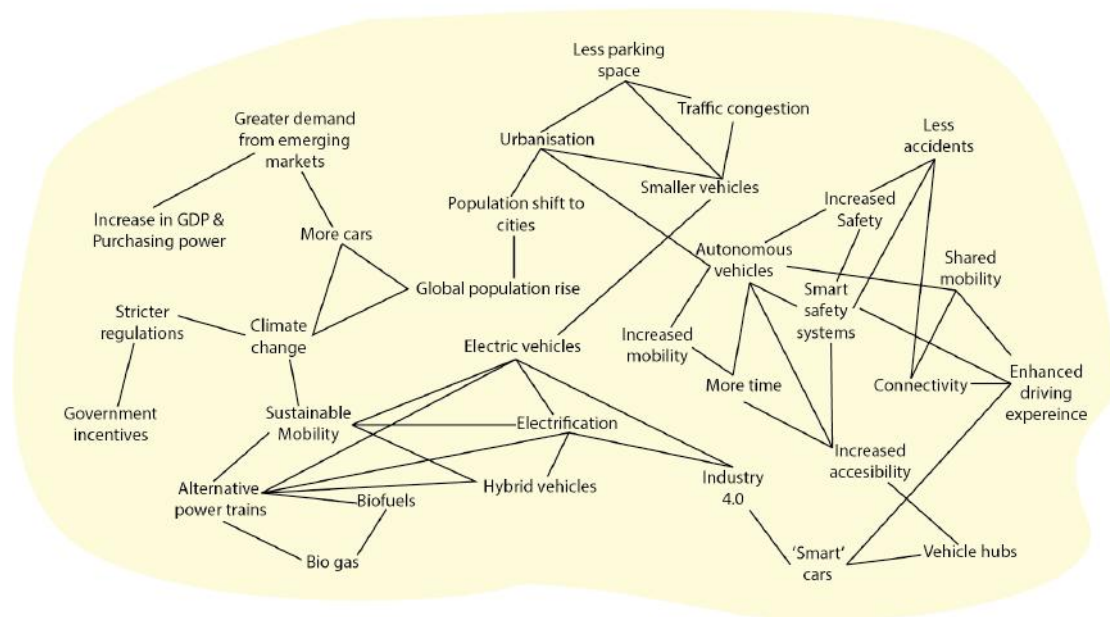 Less parking
space
Traffic congestion
Greater demand
from emerging
markets
Urbanisation
Less
accidents
Smaller vehicles
Increase in GDP &
Purchasing power
More cars
Population shift to
cities
Increased
Safety
Autonomous
vehicles
Shared
mobility
Global population rise
Smart
safety
systems
Stricter
regulations
Climate
change
Electric vehicles
Increased
mobility
More time
Connectivity
Enhanced
driving
expereince
Government
incentives
Sustainable
Mobility
Electrification
Increased
accesibility
Alternative
power trains
Biofuels
Hybrid vehicles
Industry
4.0
Bio gas
'Smart'
cars
Vehicle hubs